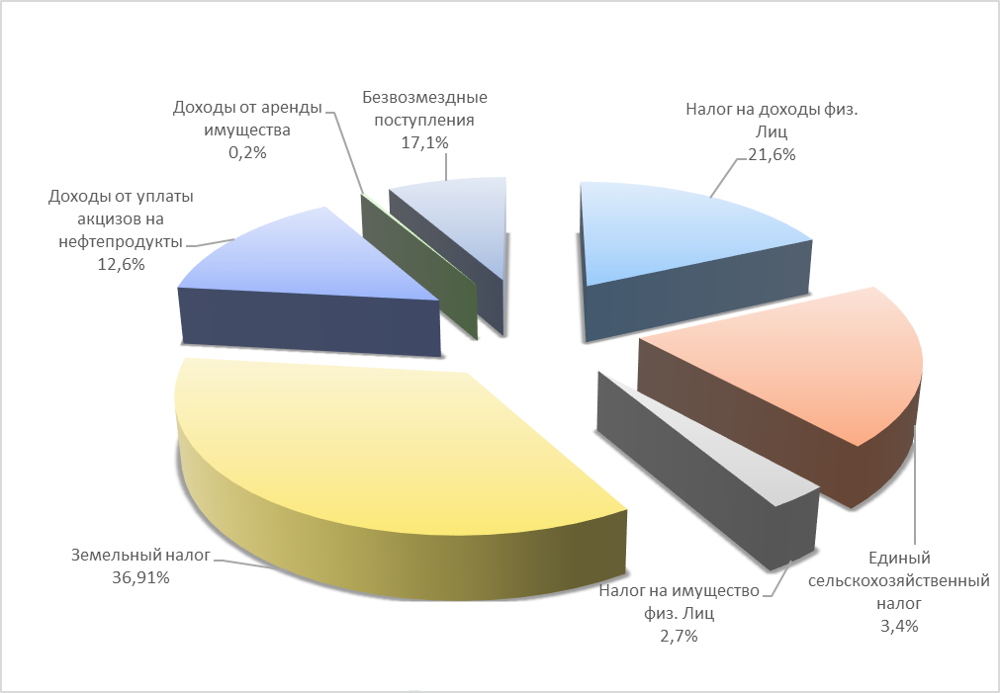 Безвозмездные
поступления
17,1%
Доходы от аренды
имущества
0,2%
Налог на доходы физ.
Лиц
21,6%
Доходы от уплаты
акцизов на
нефтепродукты
12,6%
Земельный налог
36,91%
Налог на имущество
физ. Лиц
2,7%
Единый
сельскохозяйственный
налог
3,4%